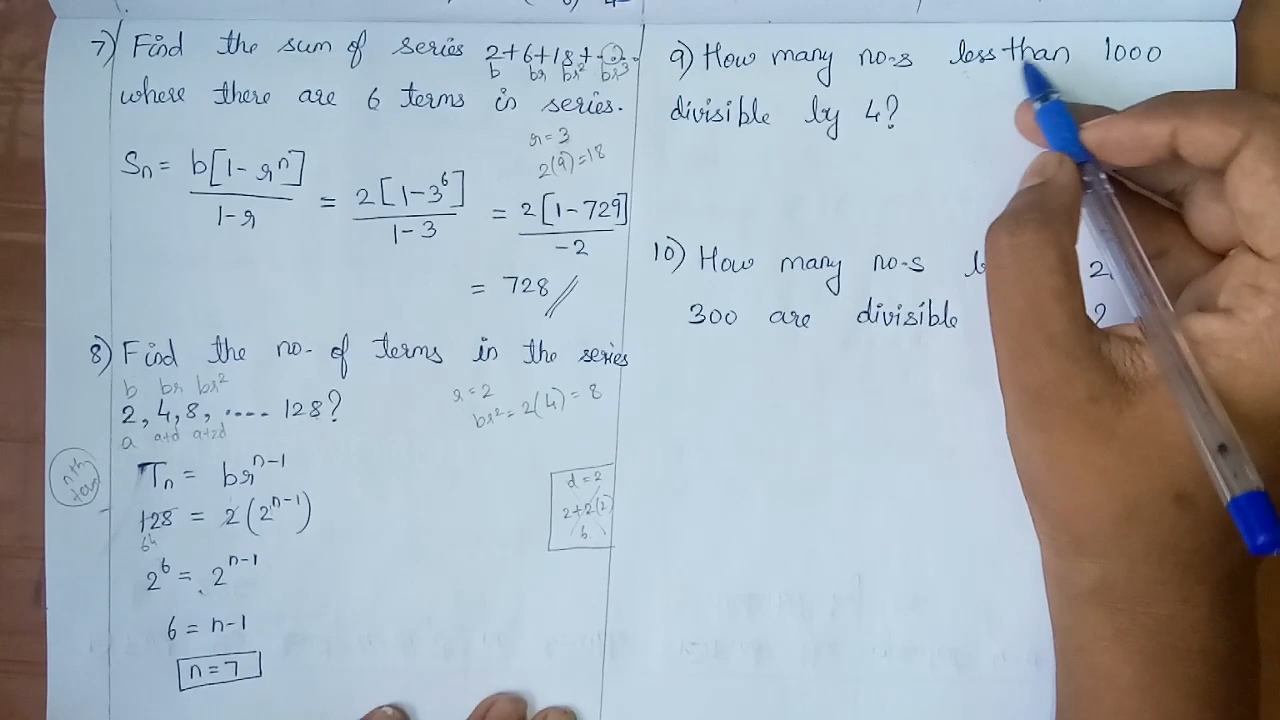 7) Find the sum of series 2+6+18+
b br br² br³
where there are 6 terms in series.
r=3
2(9)=18
Sn = b[1-rⁿ] / 1-r = 2[1-3⁶] / 1-3 = 2[1-729] / -2
= 728 //
8) Find the no. of terms in the series
b br br²
2, 4, 8, .... 128?
a a+d a+2d
r=2
br²=2(4)=8
nth term
Tn = brⁿ⁻¹
128 = 2(2ⁿ⁻¹)
64
d=2
2+2(2)
6
2⁶ = 2ⁿ⁻¹
6 = n-1
n=7
9) How many no-s less than 1000
divisible by 4?
10) How many no-s
300 are divisible ?